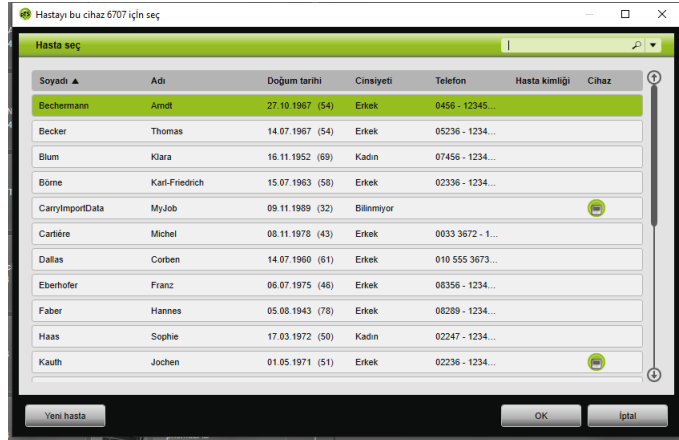 Hastayı bu cihaz 6707 için seç
Hasta seç
Soyadı ▲ Adı Doğum tarihi Cinsiyeti Telefon Hasta kimliği Cihaz
Bechermann Arndt 27.10.1967 (54) Erkek 0456 - 12345...
Becker Thomas 14.07.1967 (54) Erkek 05236 - 1234...
Blum Klara 16.11.1952 (69) Kadın 07456 - 1234...
Börne Karl-Friedrich 15.07.1963 (58) Erkek 02336 - 1234...
CarryImportData MyJob 09.11.1989 (32) Bilinmiyor
Cartiére Michel 08.11.1978 (43) Erkek 0033 3672 - 1...
Dallas Corben 14.07.1960 (61) Erkek 010 555 3673...
Eberhofer Franz 06.07.1975 (46) Erkek 08356 - 1234...
Faber Hannes 05.08.1943 (78) Erkek 08289 - 1234...
Haas Sophie 17.03.1972 (50) Kadın 02247 - 1234...
Kauth Jochen 01.05.1971 (51) Erkek 02236 - 1234...
Yeni hasta OK İptal